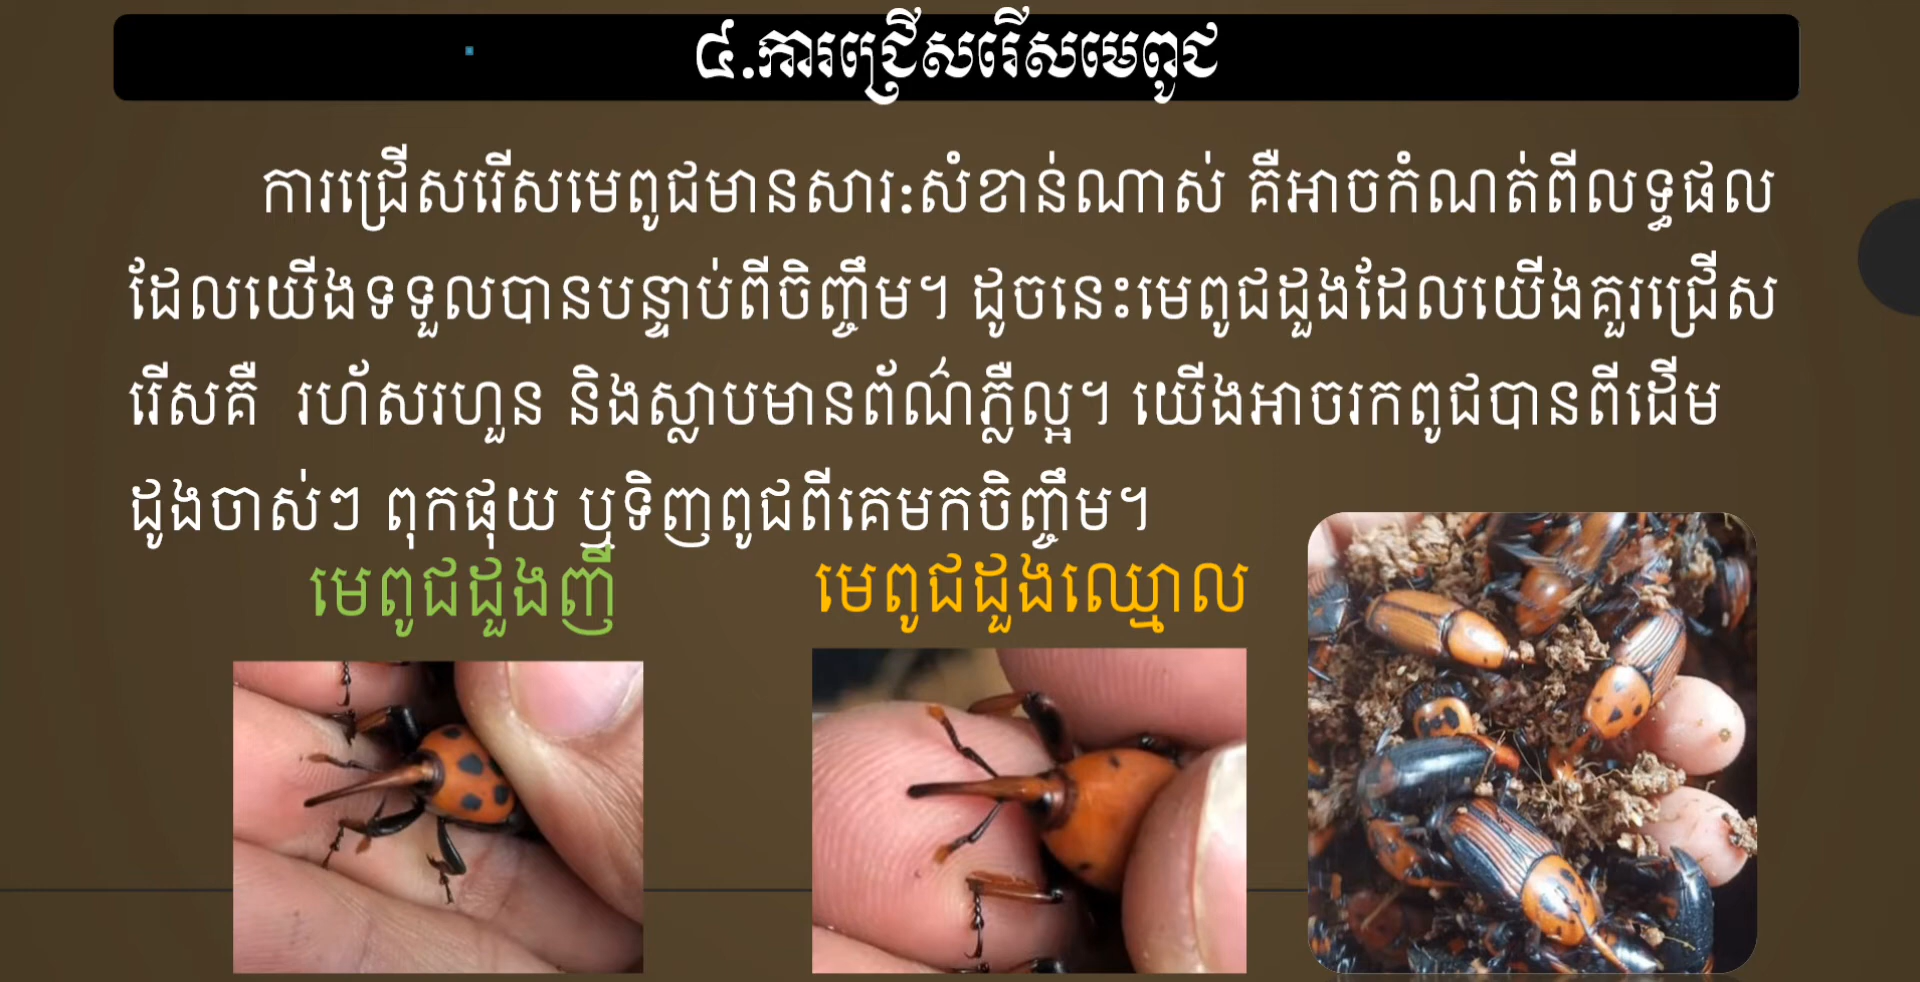 ៤.ការជ្រើសរើសមេពូជ
ការជ្រើសរើសមេពូជមានសារ:សំខាន់ណាស់ គឺអាចកំណត់ពីលទ្ធផល
ដែលយើងទទួលបានបន្ទាប់ពីចិញ្ចឹម។ ដូចនេះមេពូជដួងដែលយើងគួរជ្រើស
រើសគឺ រហ័សរហួន និងស្លាបមានព័ណ៌ភ្លឺល្អ។ យើងអាចរកពូជបានពីដើម
ដូងចាស់ៗ ពុកផុយ ឬទិញពូជពីគេមកចិញ្ចឹម។
មេពូជដួងញី
មេពូជដួងឈ្មោល